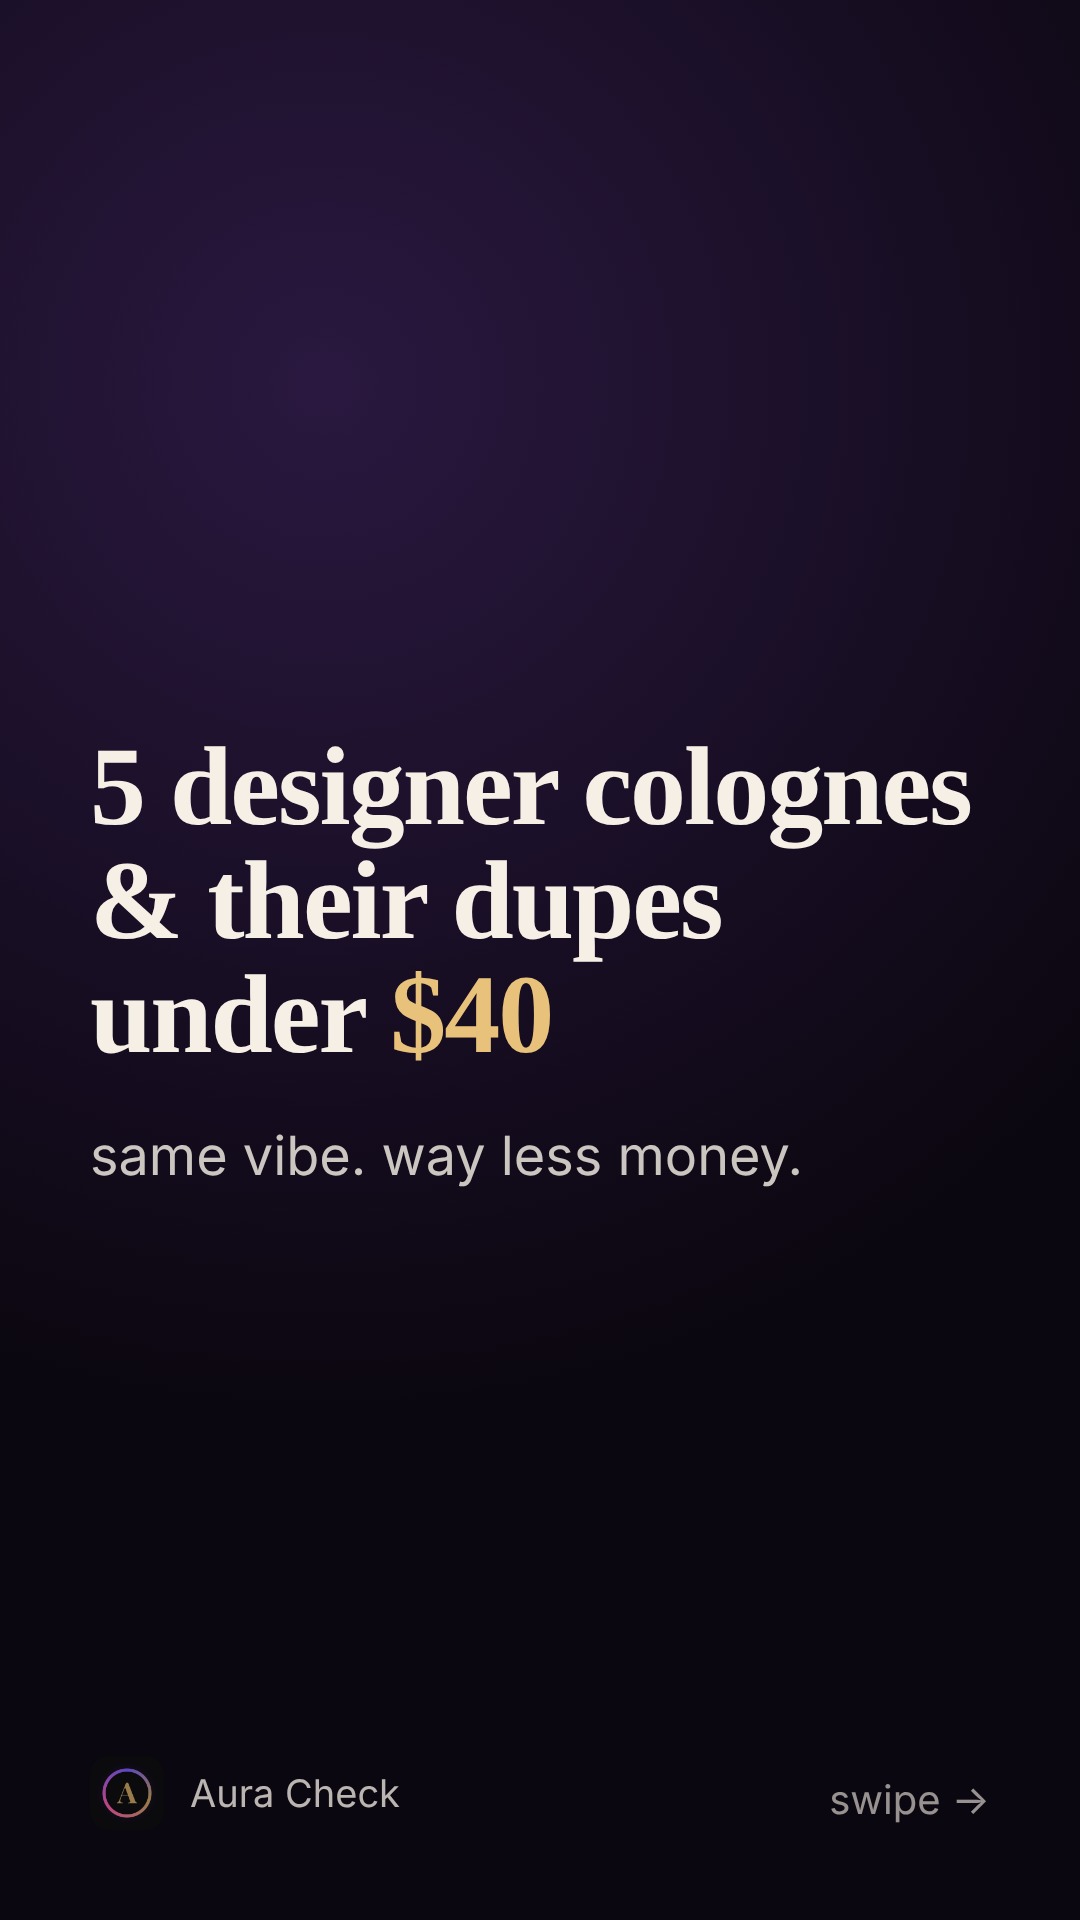 5 designer colognes
& their dupes
under $40
same vibe. way less money.
A
Aura Check
swipe →